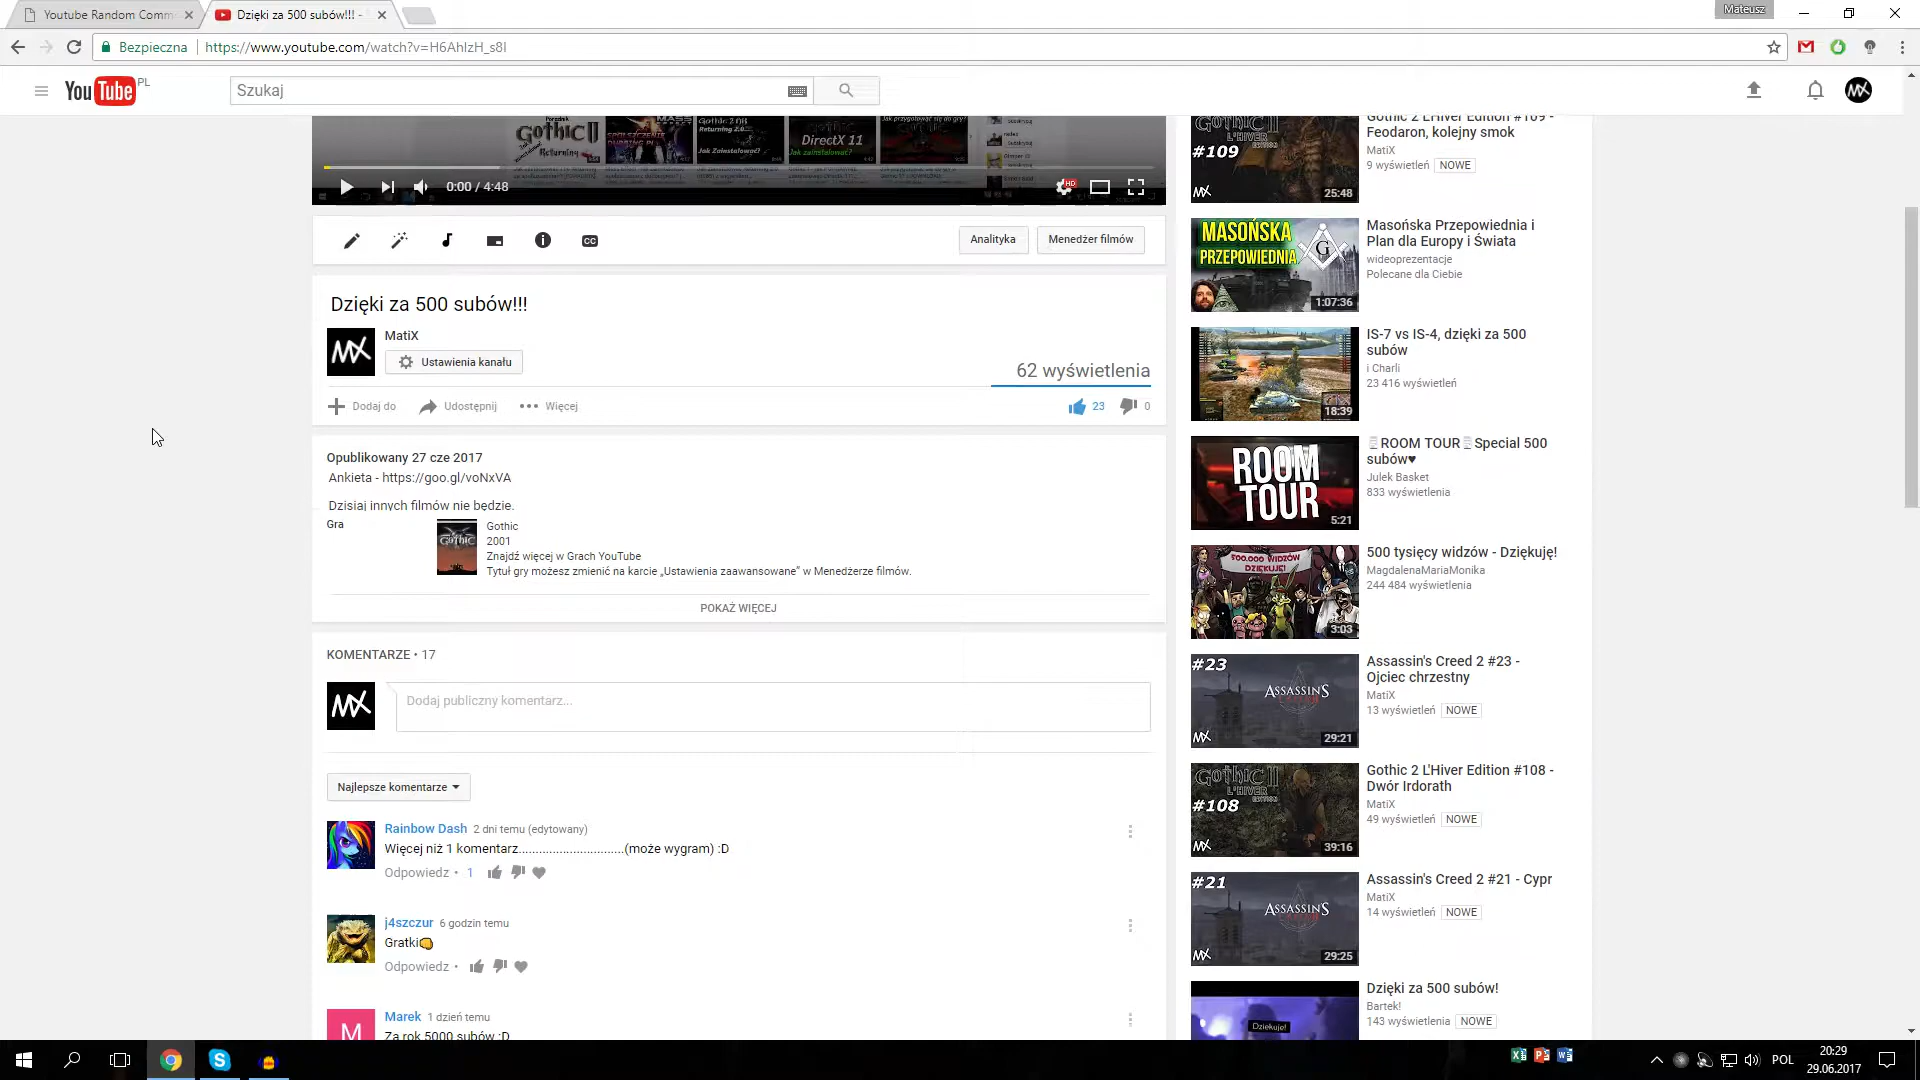 Youtube Random Comm
Dzięki za 500 subów!!! -
Mateusz
Bezpieczna
https://www.youtube.com/watch?v=H6AhlzH_s8I
YouTube PL
Szukaj
0:00 / 4:48
HD
Analityka
Menedżer filmów
Dzięki za 500 subów!!!
MatiX
Ustawienia kanału
62 wyświetlenia
Dodaj do
Udostępnij
Więcej
23
0
Opublikowany 27 cze 2017
Ankieta - https://goo.gl/voNxVA
Dzisiaj innych filmów nie będzie.
Gra
Gothic
2001
Znajdź więcej w Grach YouTube
Tytuł gry możesz zmienić na karcie „Ustawienia zaawansowane” w Menedżerze filmów.
POKAŻ WIĘCEJ
KOMENTARZE • 17
Dodaj publiczny komentarz...
Najlepsze komentarze
Rainbow Dash 2 dni temu (edytowany)
Więcej niż 1 komentarz...............................(może wygram) :D
Odpowiedz • 1
j4szczur 6 godzin temu
Gratki
Odpowiedz •
M
Marek 1 dzień temu
Za rok 5000 subów :D
#109
25:48
Gothic 2 L'Hiver Edition #109 -
Feodaron, kolejny smok
MatiX
9 wyświetleń NOWE
MASOŃSKA
PRZEPOWIEDNIA
1:07:36
Masońska Przepowiednia i
Plan dla Europy i Świata
wideoprezentacje
Polecane dla Ciebie
18:39
IS-7 vs IS-4, dzięki za 500
subów
i Charli
23 416 wyświetleń
ROOM
TOUR
5:21
ROOM TOUR Special 500
subów♥
Julek Basket
833 wyświetlenia
500.000 WIDZÓW
DZIĘKUJĘ!
3:03
500 tysięcy widzów - Dziękuję!
MagdalenaMariaMonika
244 484 wyświetlenia
#23
ASSASSIN'S
29:21
Assassin's Creed 2 #23 -
Ojciec chrzestny
MatiX
13 wyświetleń NOWE
GOTHIC II
L'HIVER
EDITION
#108
39:16
Gothic 2 L'Hiver Edition #108 -
Dwór Irdorath
MatiX
49 wyświetleń NOWE
#21
ASSASSIN'S
29:25
Assassin's Creed 2 #21 - Cypr
MatiX
14 wyświetleń NOWE
Dziekuje!
Dzięki za 500 subów!
Bartek!
143 wyświetlenia NOWE
POL
20:29
29.06.2017